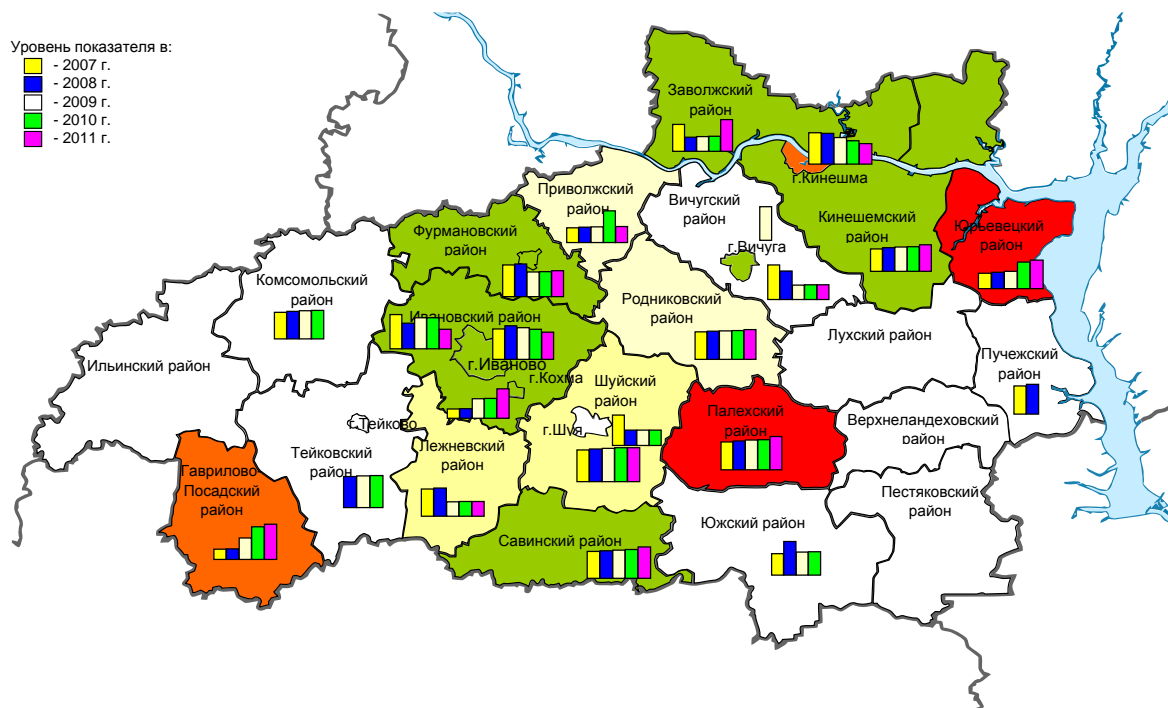 Уровень показателя в:
- 2007 г.
- 2008 г.
- 2009 г.
- 2010 г.
- 2011 г.
Заволжский
район
г.Кинешма
Приволжский
район
Вичугский
район
Кинешемский
район
Юрьевецкий
район
Фурмановский
район
г.Вичуга
Комсомольский
район
Родниковский
район
Ивановский район
Лухский район
Ильинский район
г.Иваново
г.Кохма
Пучежский
район
Шуйский
район
г.Тейково
г.Шуя
Палехский
район
Верхнеландеховский
район
Тейковский
район
Лежневский
район
Гаврилово
Посадский
район
Пестяковский
район
Южский район
Савинский район